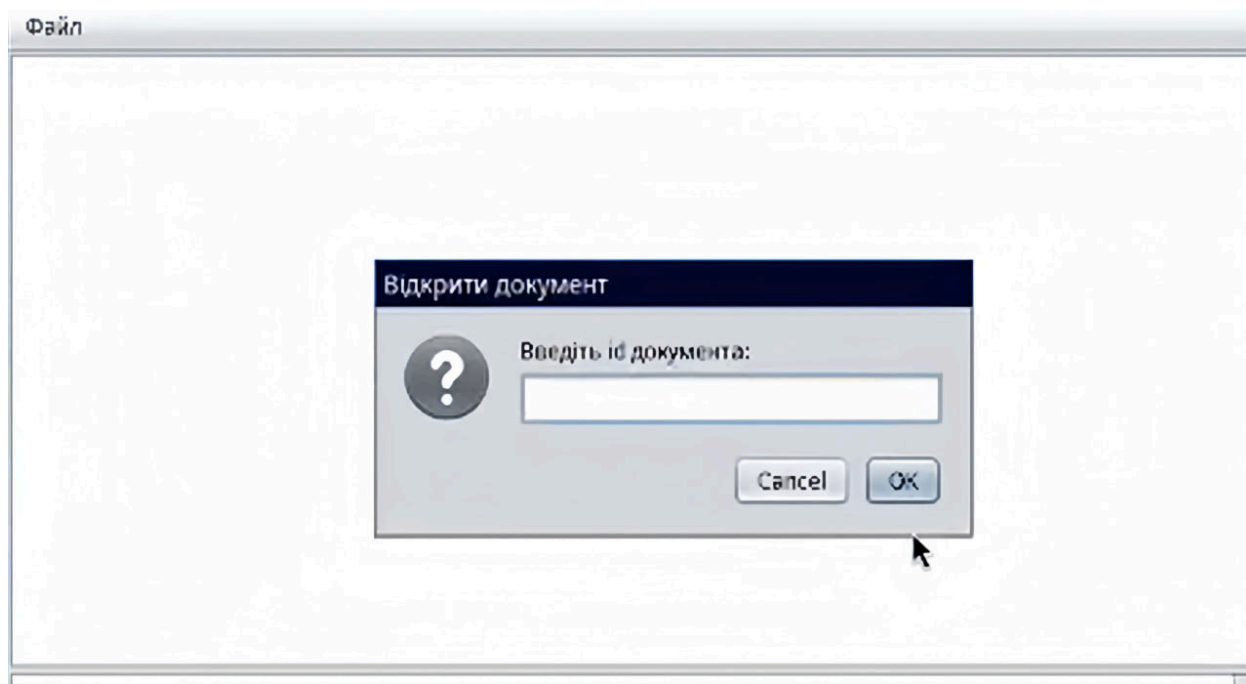 Файл
Відкрити документ
Введіть id документа:
Cancel
OK